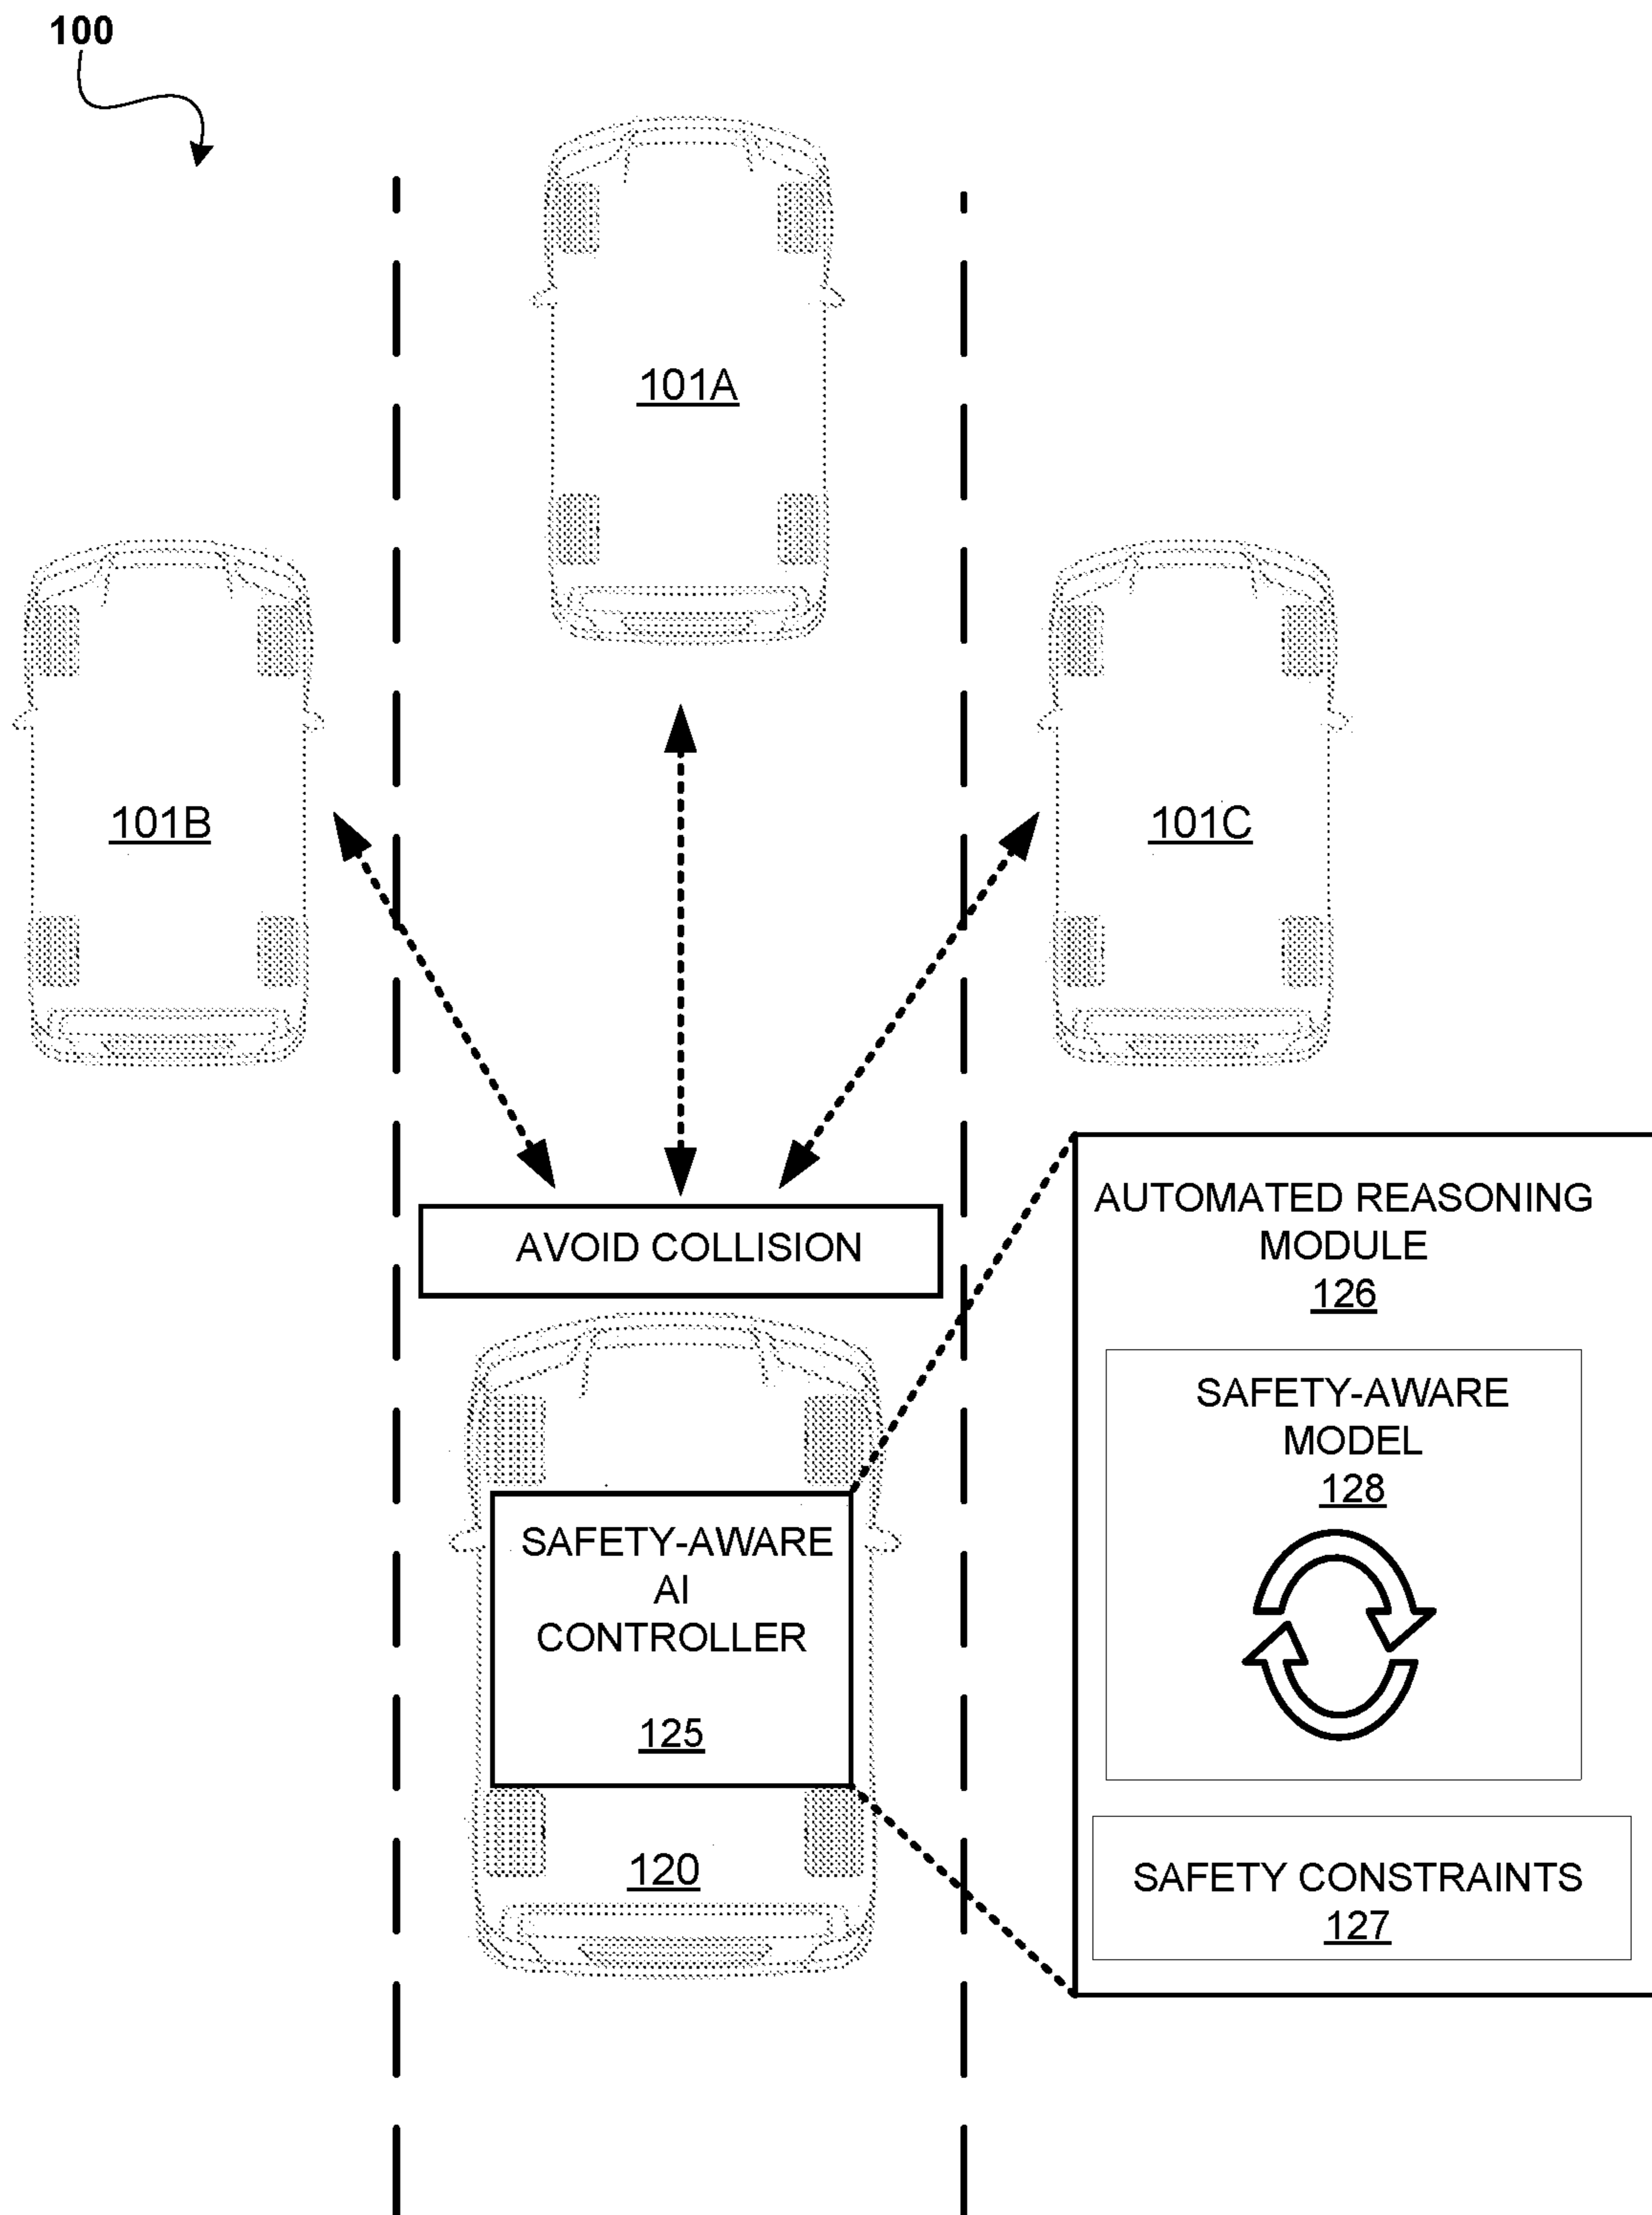 100
101A
101B
101C
AVOID COLLISION
SAFETY-AWARE
AI
CONTROLLER
125
120
AUTOMATED REASONING
MODULE
126
SAFETY-AWARE
MODEL
128
SAFETY CONSTRAINTS
127